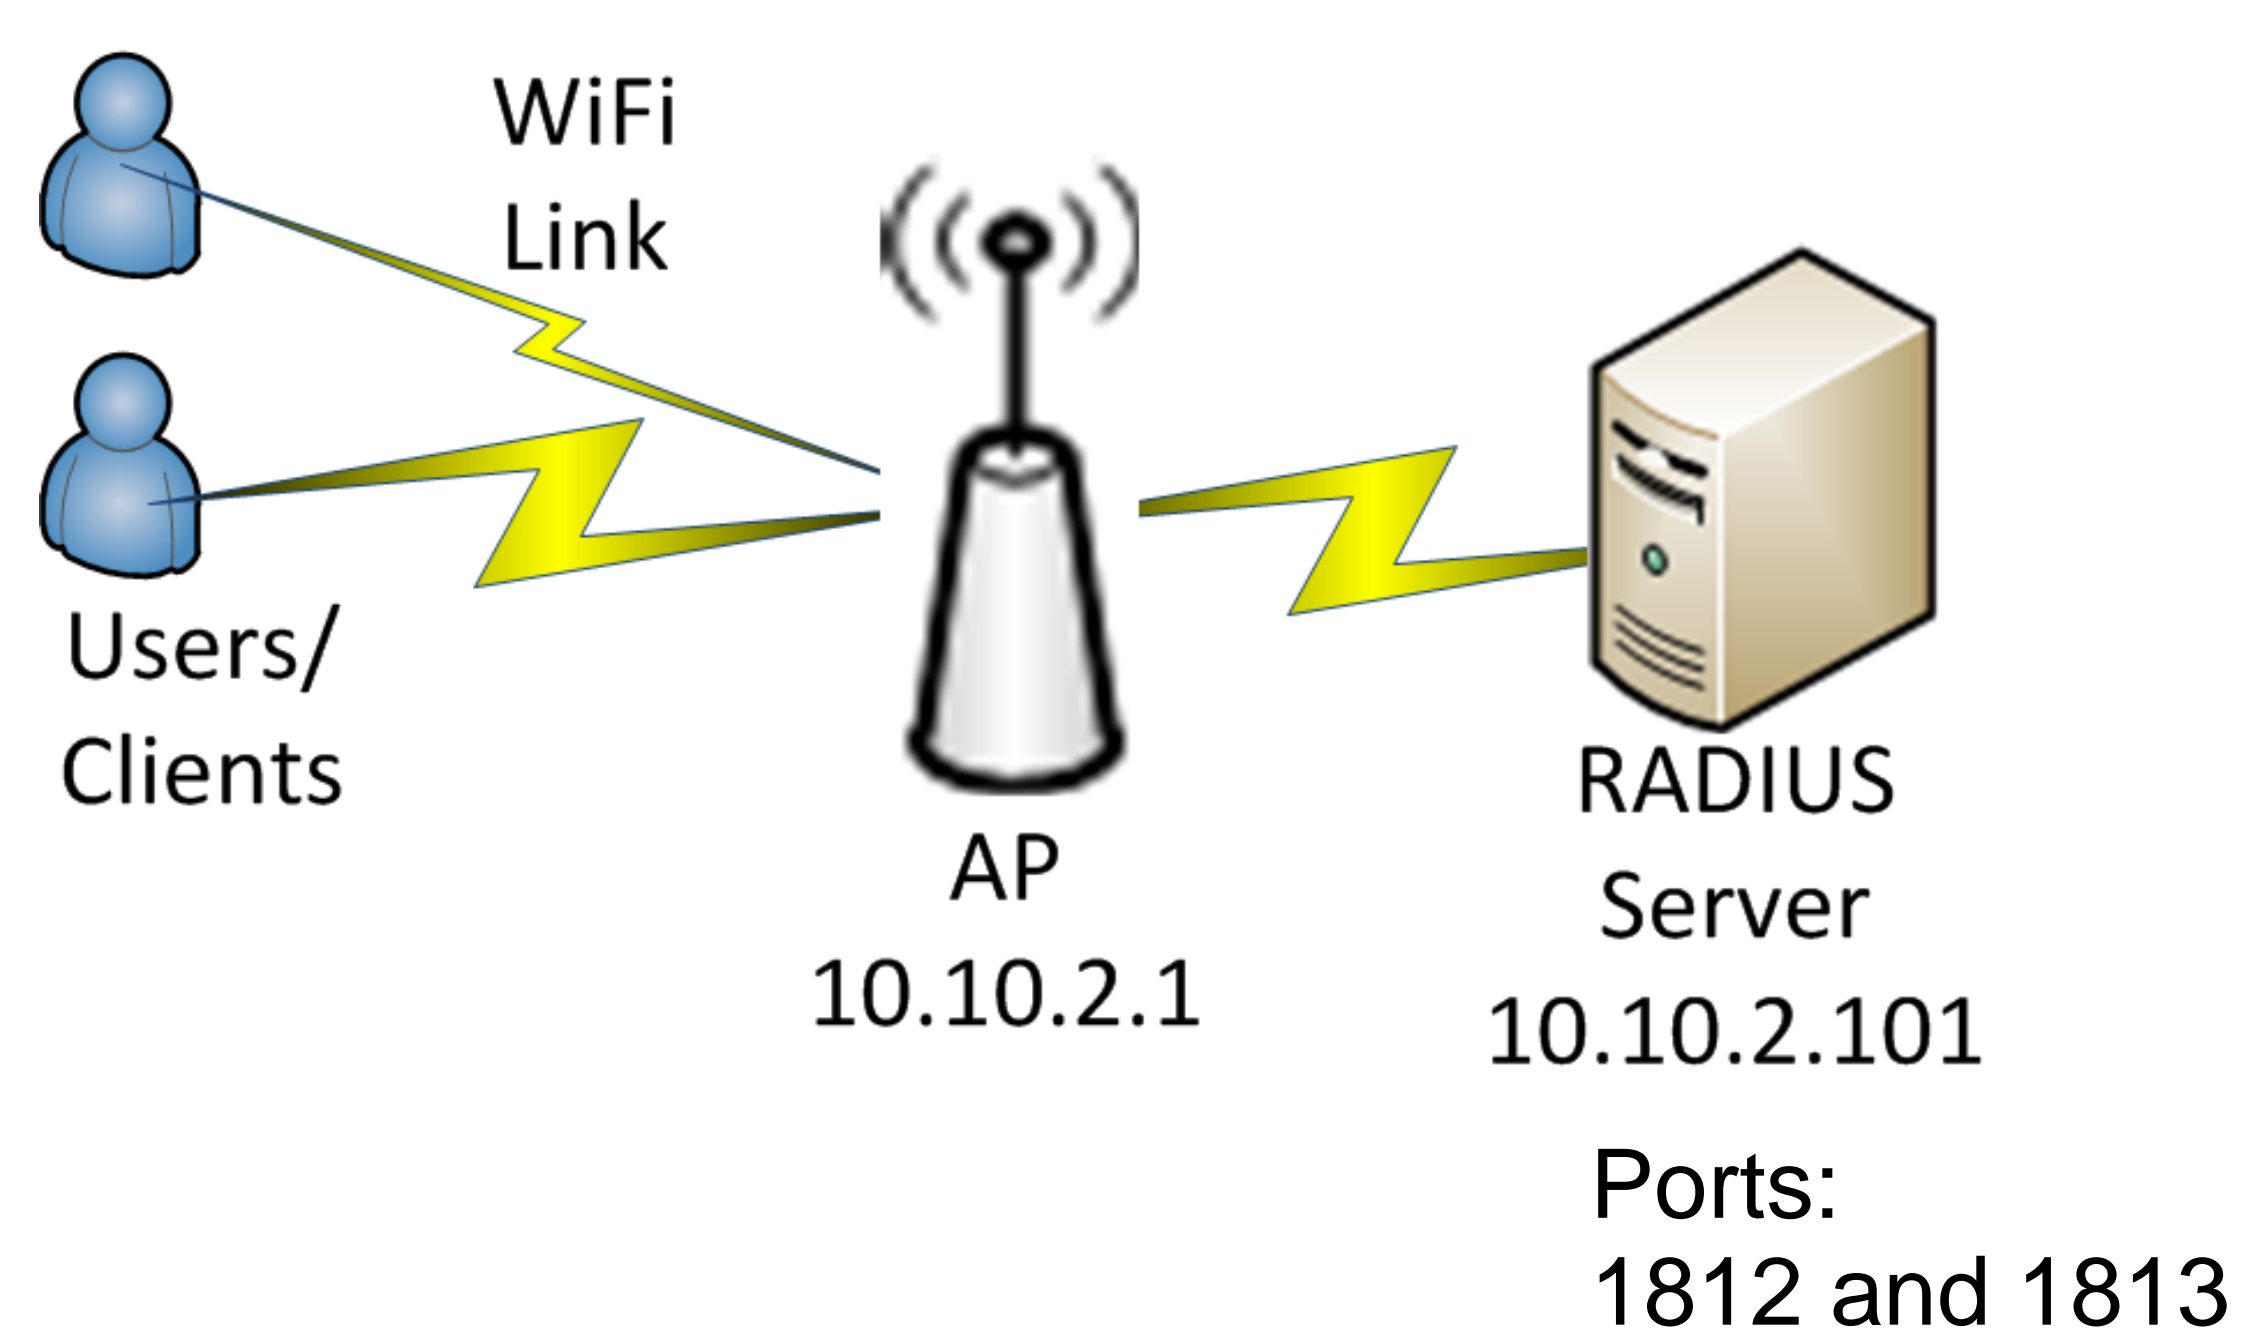 WiFi
Link
Users/
Clients
AP
10.10.2.1
RADIUS
Server
10.10.2.101
Ports:
1812 and 1813